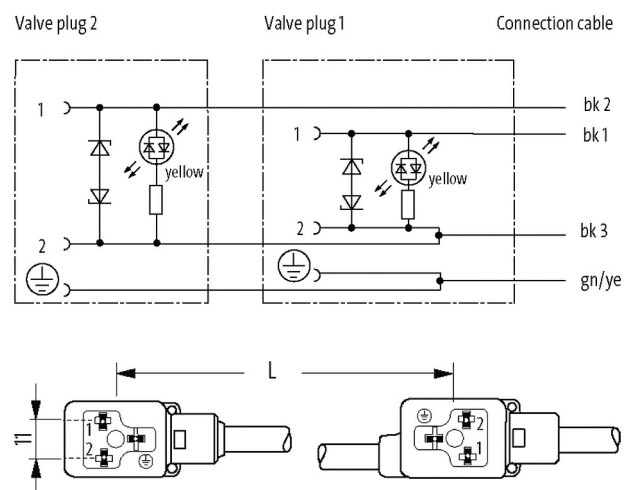 Valve plug 2 Valve plug 1 Connection cable
1 bk 2
1 bk 1
yellow yellow
2 bk 3
2
gn/ye
L
11
1 2
2 1